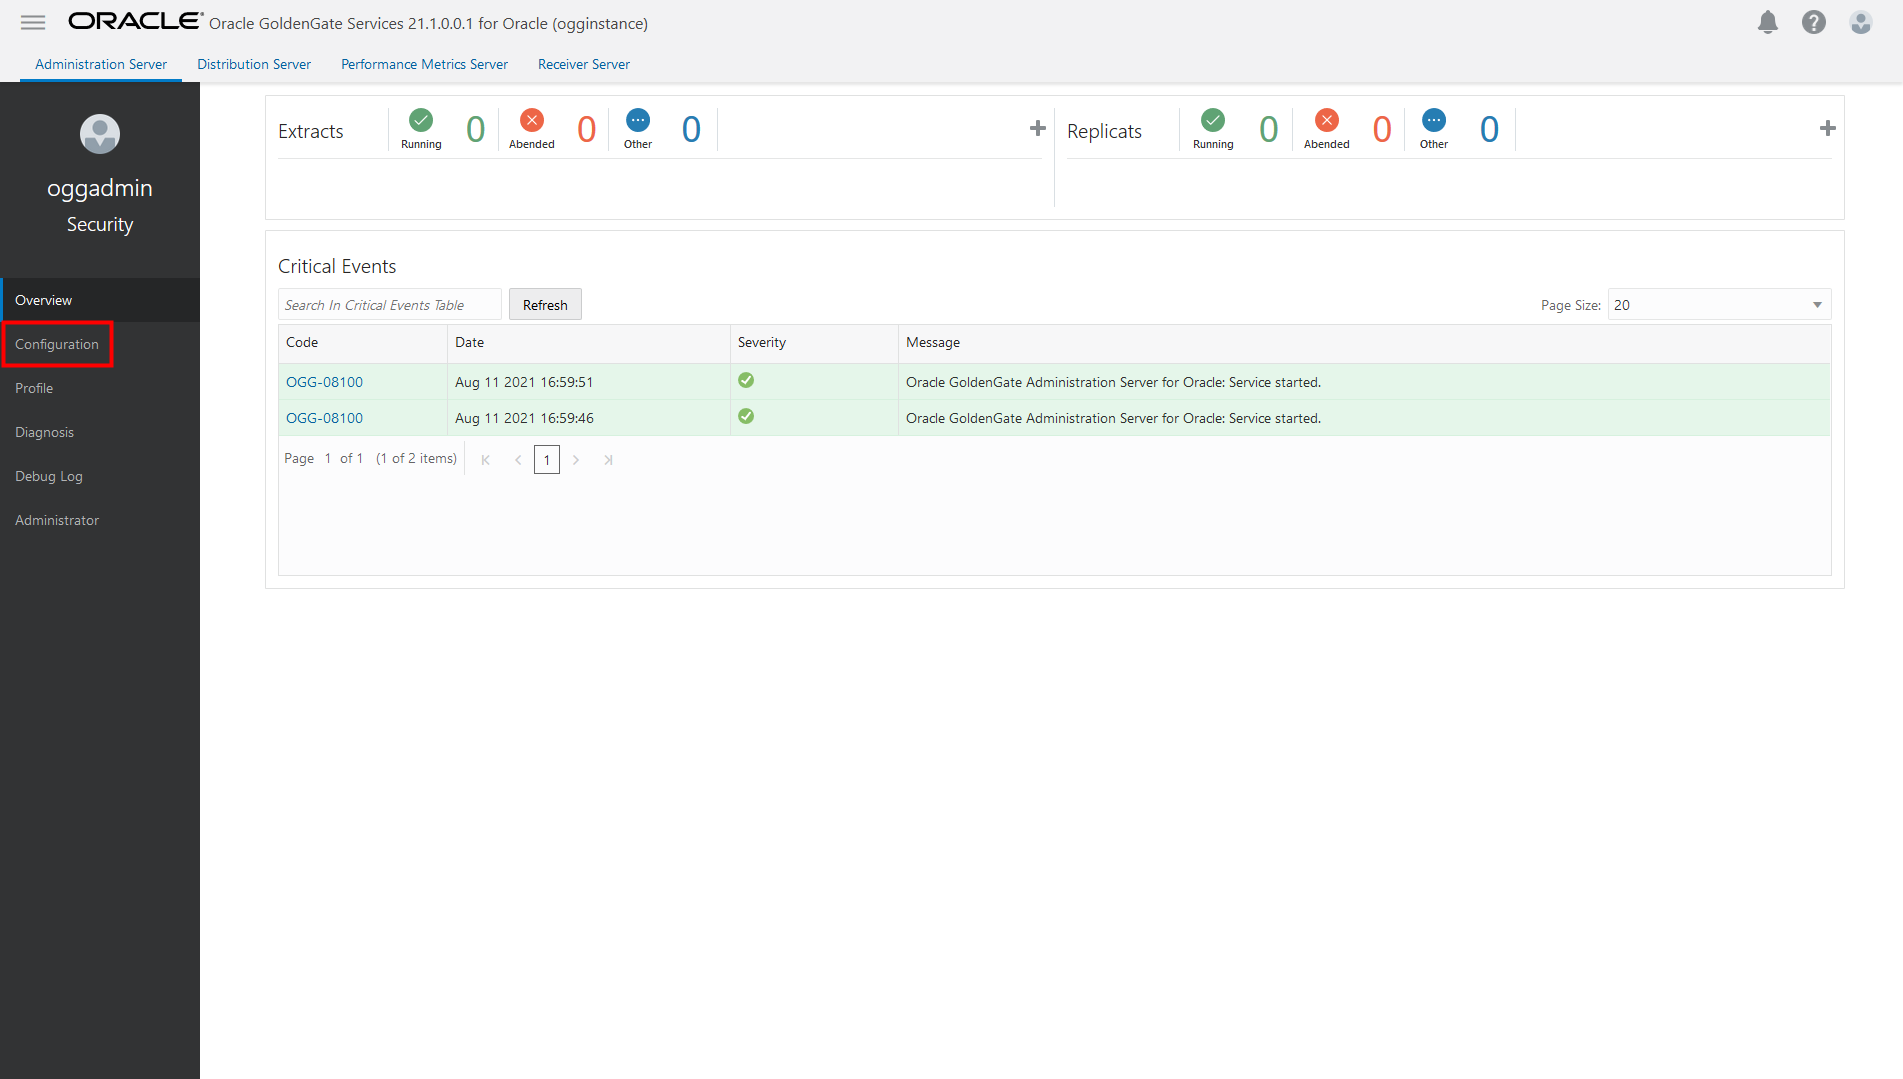 ORACLE Oracle GoldenGate Services 21.1.0.0.1 for Oracle (ogginstance)
Administration Server Distribution Server Performance Metrics Server Receiver Server
oggadmin
Security
Overview
Configuration
Profile
Diagnosis
Debug Log
Administrator
Extracts Running 0 Abended 0 Other 0
Replicats Running 0 Abended 0 Other 0
Critical Events
Search In Critical Events Table Refresh Page Size: 20
Code Date Severity Message
OGG-08100 Aug 11 2021 16:59:51 Oracle GoldenGate Administration Server for Oracle: Service started.
OGG-08100 Aug 11 2021 16:59:46 Oracle GoldenGate Administration Server for Oracle: Service started.
Page 1 of 1 (1 of 2 items) 1